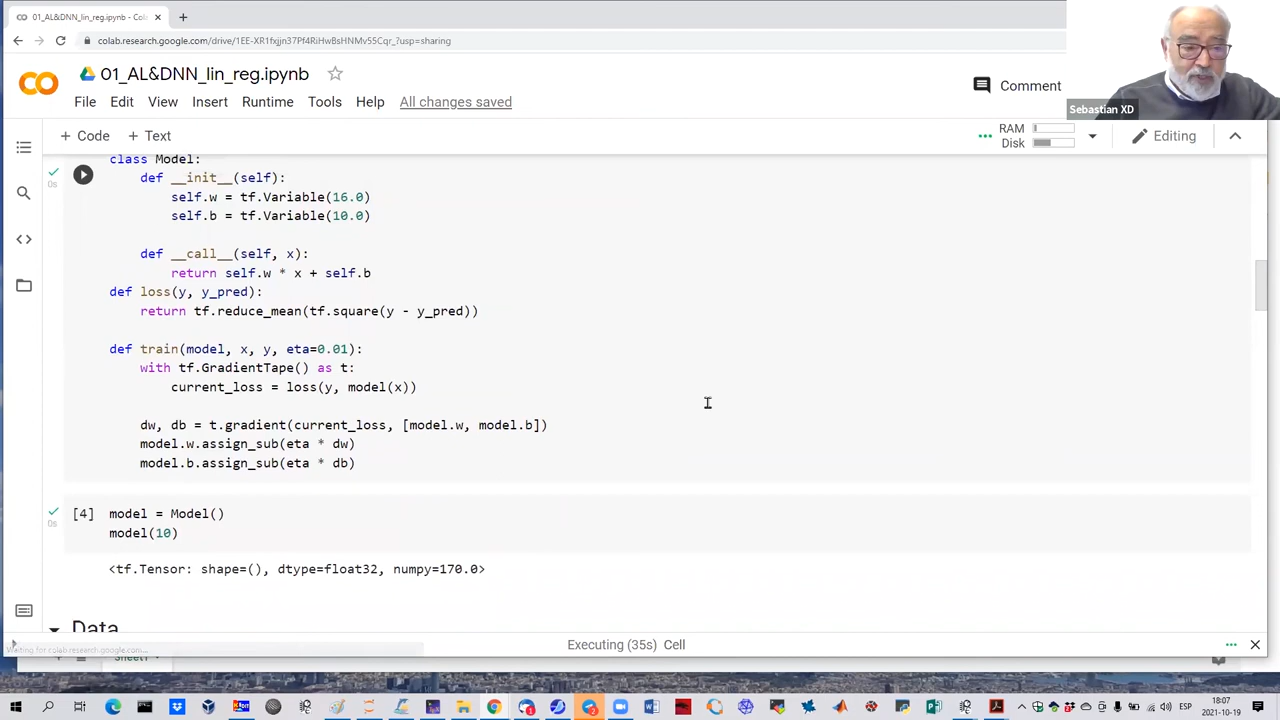 01_AL&DNN_lin_reg.ipynb - Col
colab.research.google.com/drive/1EE-XR1fxjjn37Pf4RiHwBsHNMv55Cqr_?usp=sharing
01_AL&DNN_lin_reg.ipynb
Comment
Sebastian XD
File Edit View Insert Runtime Tools Help All changes saved
+ Code + Text
RAM
Disk
Editing
0s
class Model:
def __init__(self):
self.w = tf.Variable(16.0)
self.b = tf.Variable(10.0)
def __call__(self, x):
return self.w * x + self.b
def loss(y, y_pred):
return tf.reduce_mean(tf.square(y - y_pred))
def train(model, x, y, eta=0.01):
with tf.GradientTape() as t:
current_loss = loss(y, model(x))
dw, db = t.gradient(current_loss, [model.w, model.b])
model.w.assign_sub(eta * dw)
model.b.assign_sub(eta * db)
0s
[4] model = Model()
model(10)
<tf.Tensor: shape=(), dtype=float32, numpy=170.0>
Data
Executing (35s) Cell
Waiting for colab.research.google.com...
Sheet1
ESP
18:07
2021-10-19